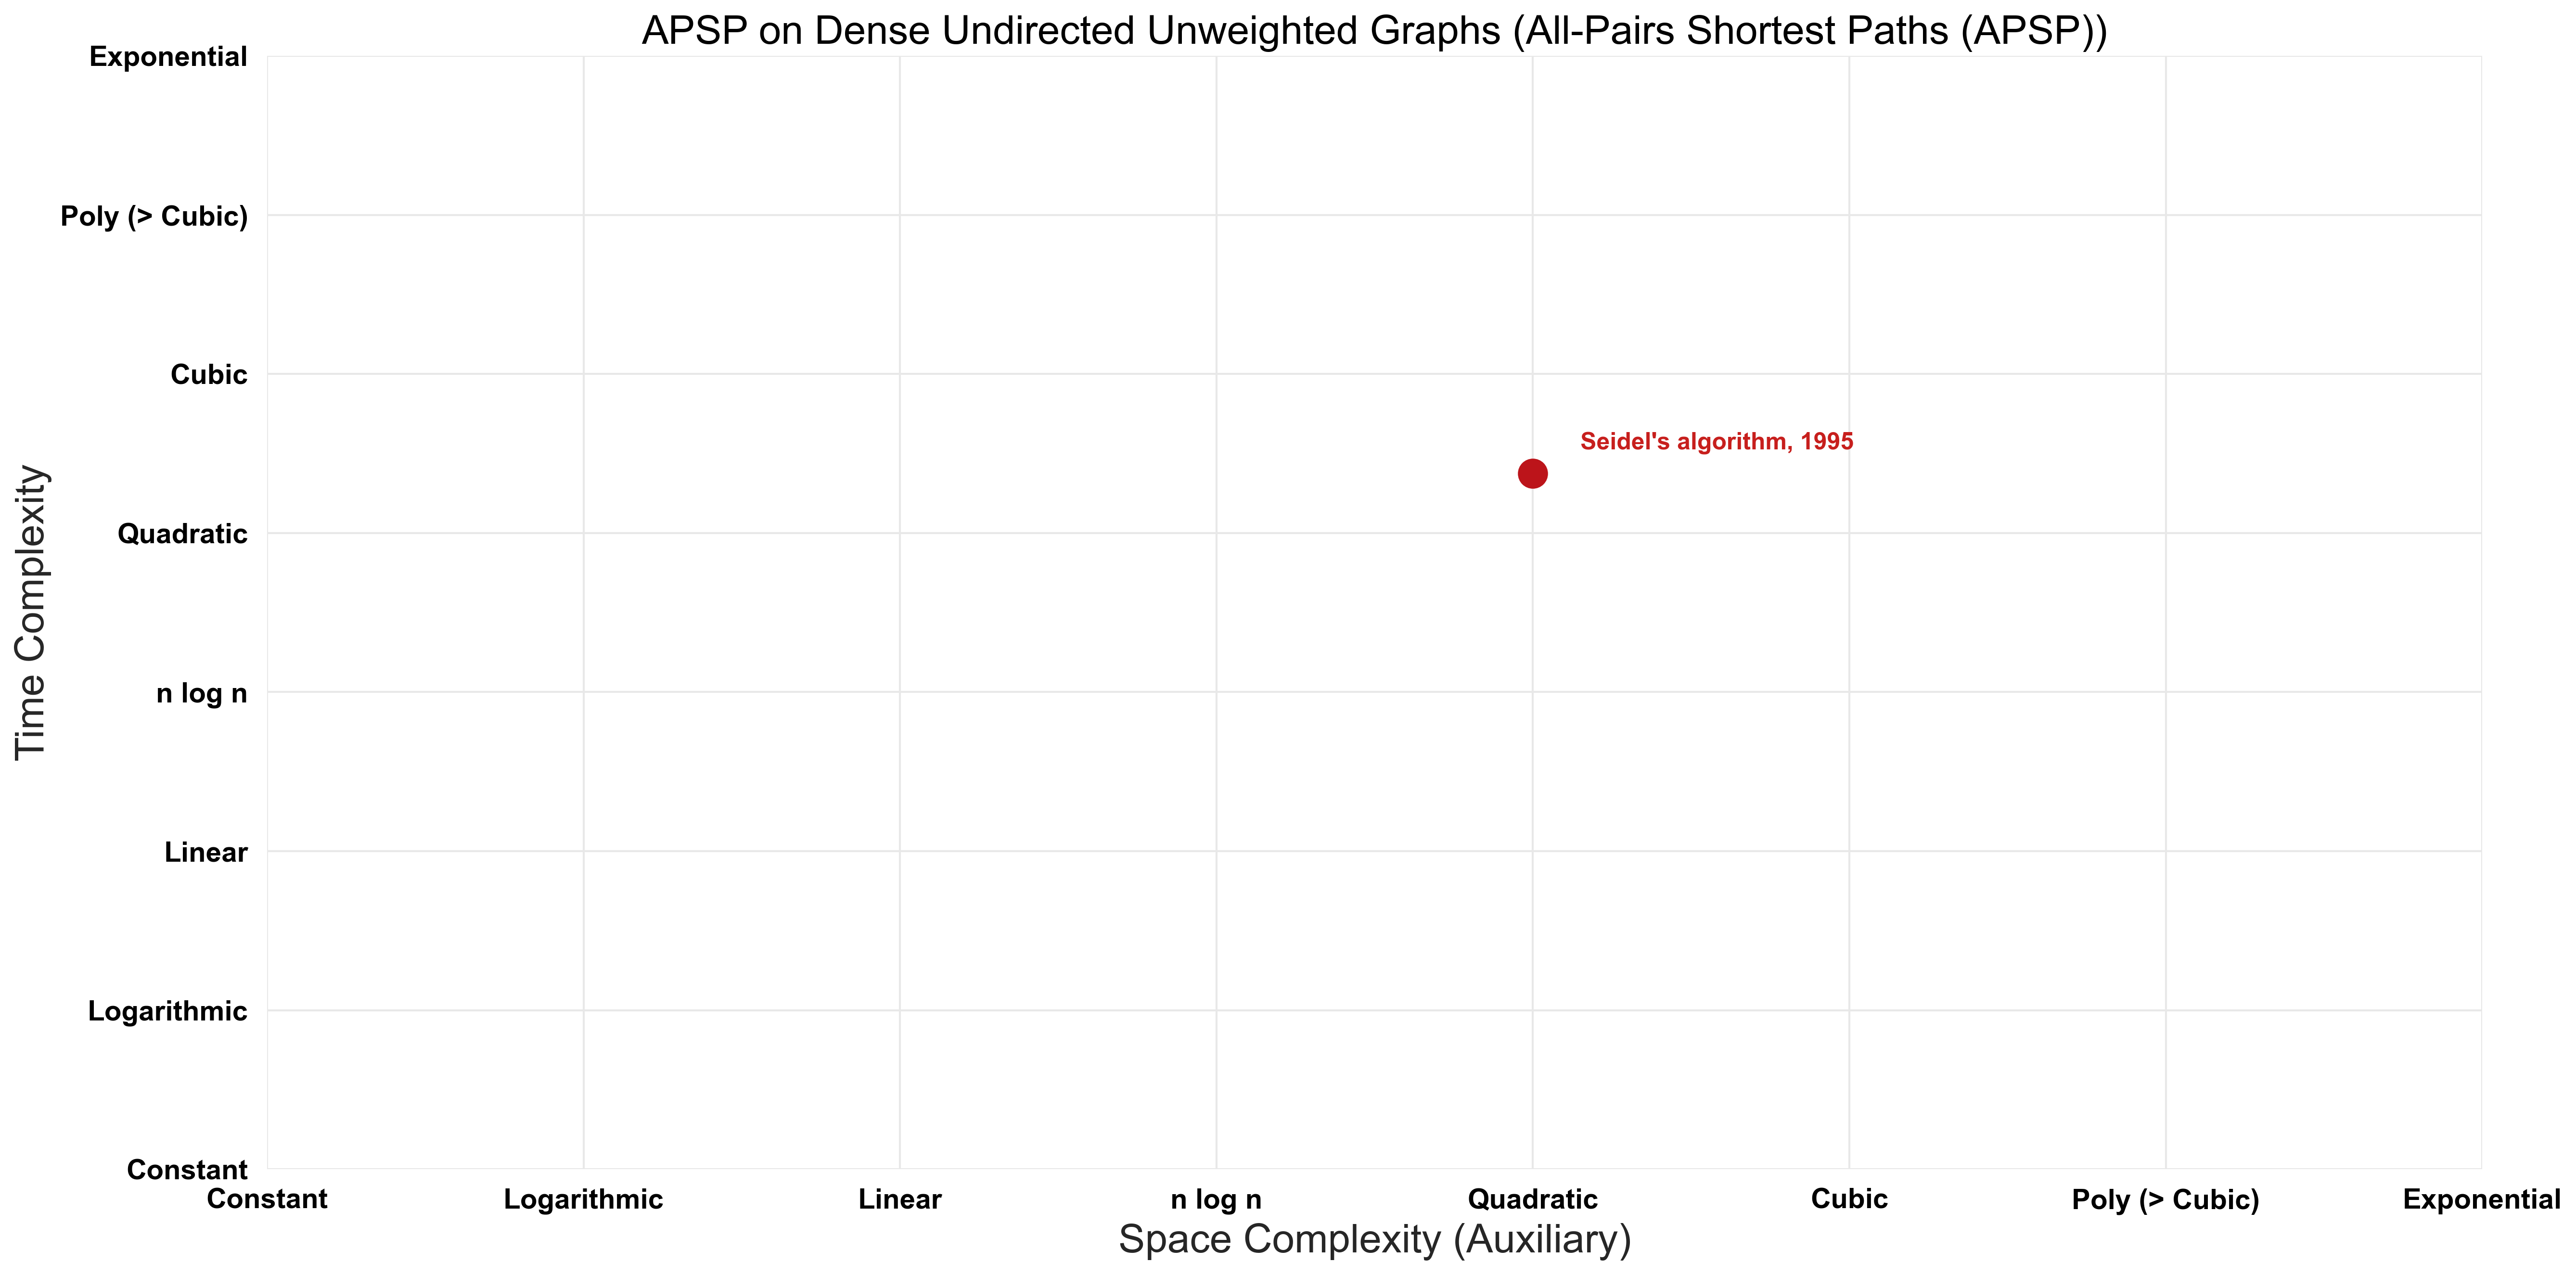 APSP on Dense Undirected Unweighted Graphs (All-Pairs Shortest Paths (APSP))
Exponential
Poly (> Cubic)
Cubic
Seidel's algorithm, 1995
Quadratic
Time Complexity
n log n
Linear
Logarithmic
Constant
Constant Logarithmic Linear n log n Quadratic Cubic Poly (> Cubic) Exponential
Space Complexity (Auxiliary)